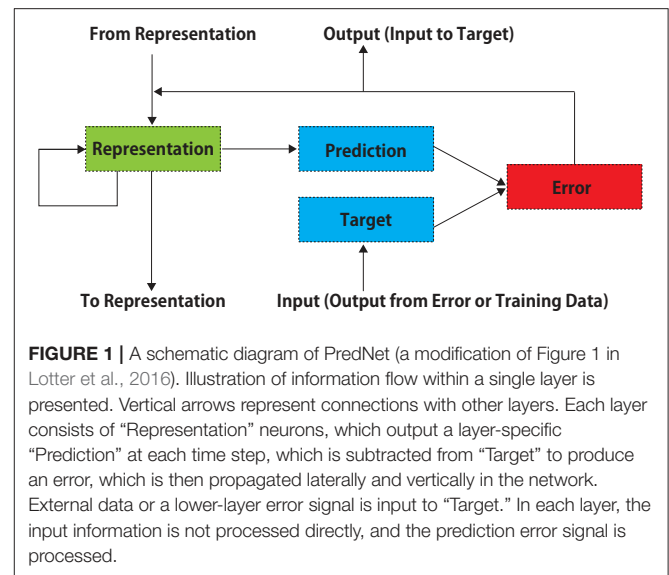 From Representation
Output (Input to Target)
Representation
Prediction
Error
Target
To Representation
Input (Output from Error or Training Data)
FIGURE 1 | A schematic diagram of PredNet (a modification of Figure 1 in
Lotter et al., 2016). Illustration of information flow within a single layer is
presented. Vertical arrows represent connections with other layers. Each layer
consists of “Representation” neurons, which output a layer-specific
“Prediction” at each time step, which is subtracted from “Target” to produce
an error, which is then propagated laterally and vertically in the network.
External data or a lower-layer error signal is input to “Target.” In each layer, the
input information is not processed directly, and the prediction error signal is
processed.